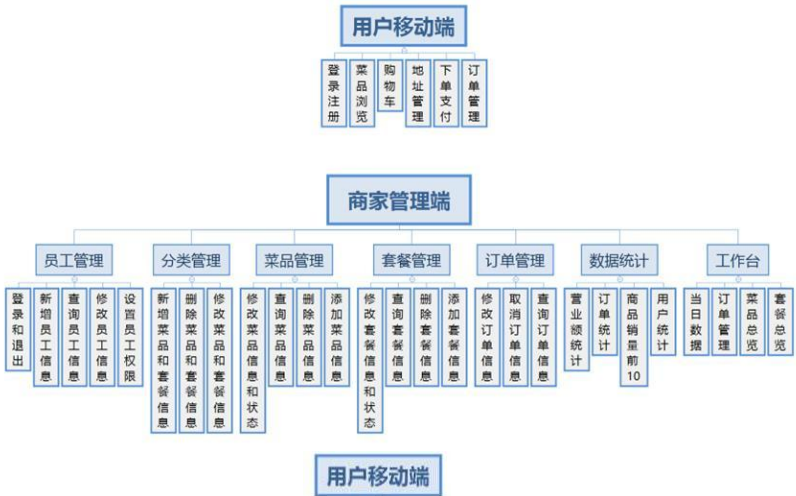 用户移动端
登录注册
菜品浏览
购物车
地址管理
下单支付
订单管理
商家管理端
员工管理
分类管理
菜品管理
套餐管理
订单管理
数据统计
工作台
登录和退出
新增员工信息
查询员工信息
修改员工信息
设置员工权限
新增菜品和套餐信息
删除菜品和套餐信息
修改菜品和套餐信息
修改菜品信息和状态
查询菜品信息
删除菜品信息
添加菜品信息
修改套餐信息和状态
查询套餐信息
删除套餐信息
添加套餐信息
修改订单信息
取消订单信息
查询订单信息
营业额统计
订单统计
商品销量前10
用户统计
当日数据
订单管理
菜品总览
套餐总览
用户移动端